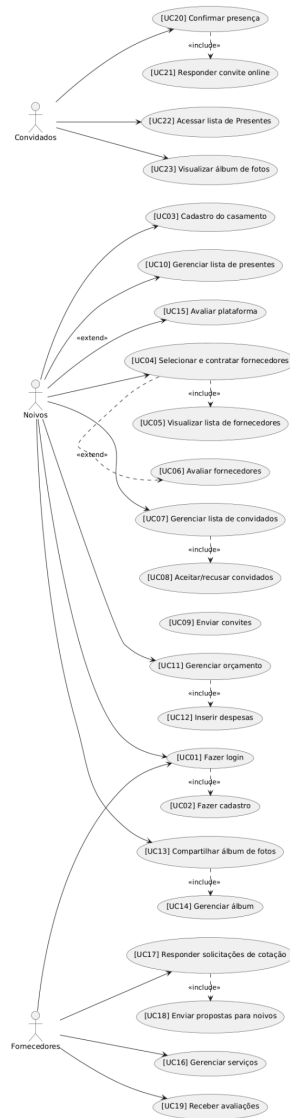 [UC20] Confirmar presença
«include»
[UC21] Responder convite online
Convidados
[UC22] Acessar lista de Presentes
[UC23] Visualizar álbum de fotos
[UC03] Cadastro do casamento
[UC10] Gerenciar lista de presentes
[UC15] Avaliar plataforma
«extend»
[UC04] Selecionar e contratar fornecedores
«include»
Noivos
[UC05] Visualizar lista de fornecedores
«extend»
[UC06] Avaliar fornecedores
[UC07] Gerenciar lista de convidados
«include»
[UC08] Aceitar/recusar convidados
[UC09] Enviar convites
[UC11] Gerenciar orçamento
«include»
[UC12] Inserir despesas
[UC01] Fazer login
«include»
[UC02] Fazer cadastro
[UC13] Compartilhar álbum de fotos
«include»
[UC14] Gerenciar álbum
[UC17] Responder solicitações de cotação
«include»
[UC18] Enviar propostas para noivos
Fornecedores
[UC16] Gerenciar serviços
[UC19] Receber avaliações